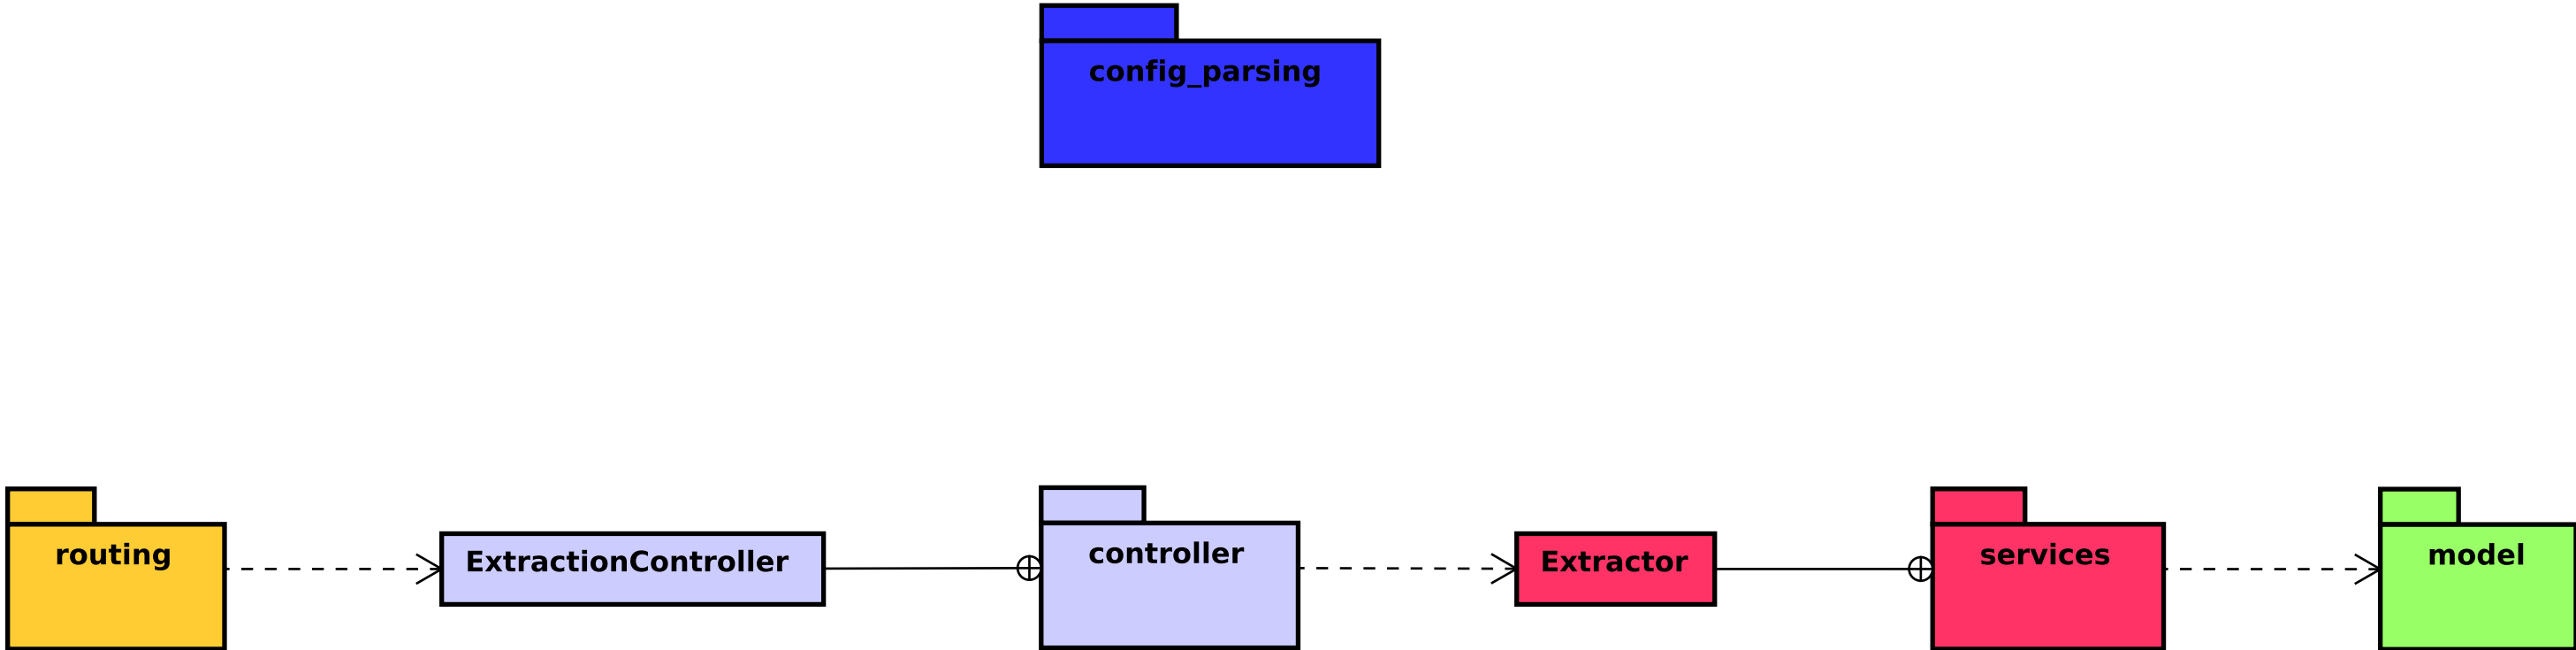 config_parsing
routing
ExtractionController
controller
Extractor
services
model